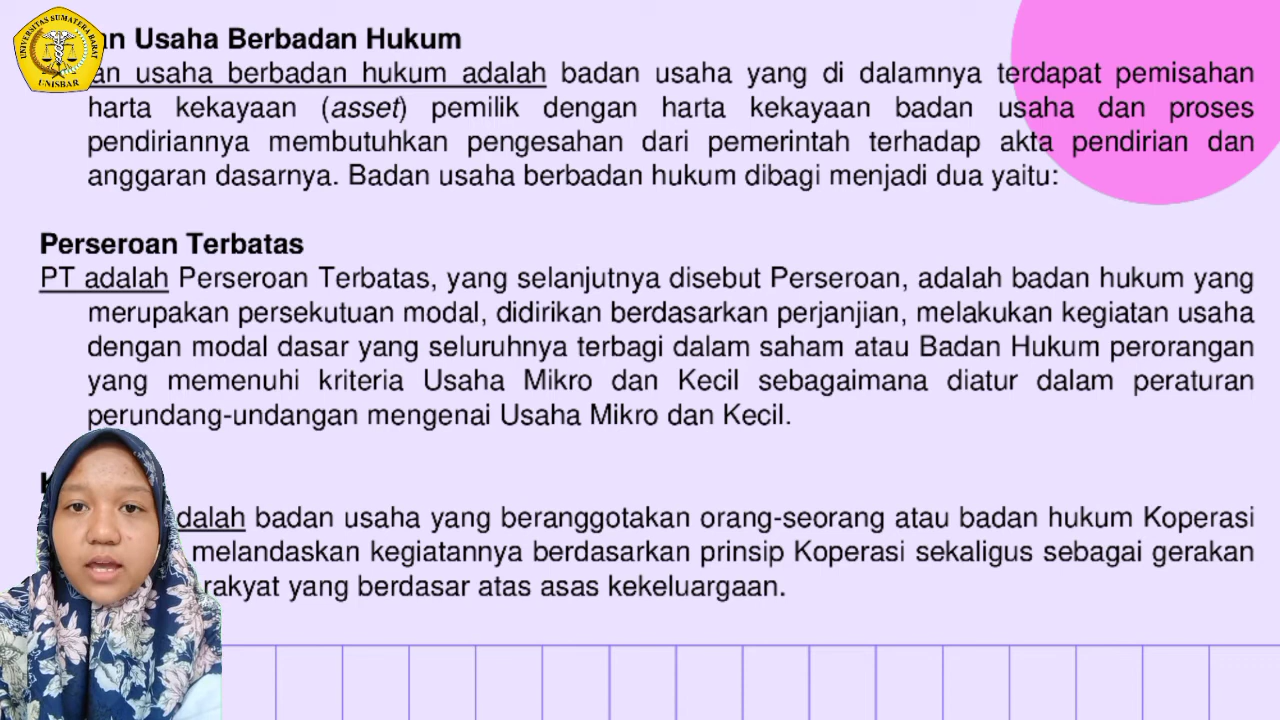 UNIVERSITAS SUMATERA BARAT
UNISBAR
Usaha Berbadan Hukum
usaha berbadan hukum adalah badan usaha yang di dalamnya terdapat pemisahan
harta kekayaan (asset) pemilik dengan harta kekayaan badan usaha dan proses
pendiriannya membutuhkan pengesahan dari pemerintah terhadap akta pendirian dan
anggaran dasarnya. Badan usaha berbadan hukum dibagi menjadi dua yaitu:
Perseroan Terbatas
PT adalah Perseroan Terbatas, yang selanjutnya disebut Perseroan, adalah badan hukum yang
merupakan persekutuan modal, didirikan berdasarkan perjanjian, melakukan kegiatan usaha
dengan modal dasar yang seluruhnya terbagi dalam saham atau Badan Hukum perorangan
yang memenuhi kriteria Usaha Mikro dan Kecil sebagaimana diatur dalam peraturan
perundang-undangan mengenai Usaha Mikro dan Kecil.
badan usaha yang beranggotakan orang-seorang atau badan hukum Koperasi
melandaskan kegiatannya berdasarkan prinsip Koperasi sekaligus sebagai gerakan
rakyat yang berdasar atas asas kekeluargaan.